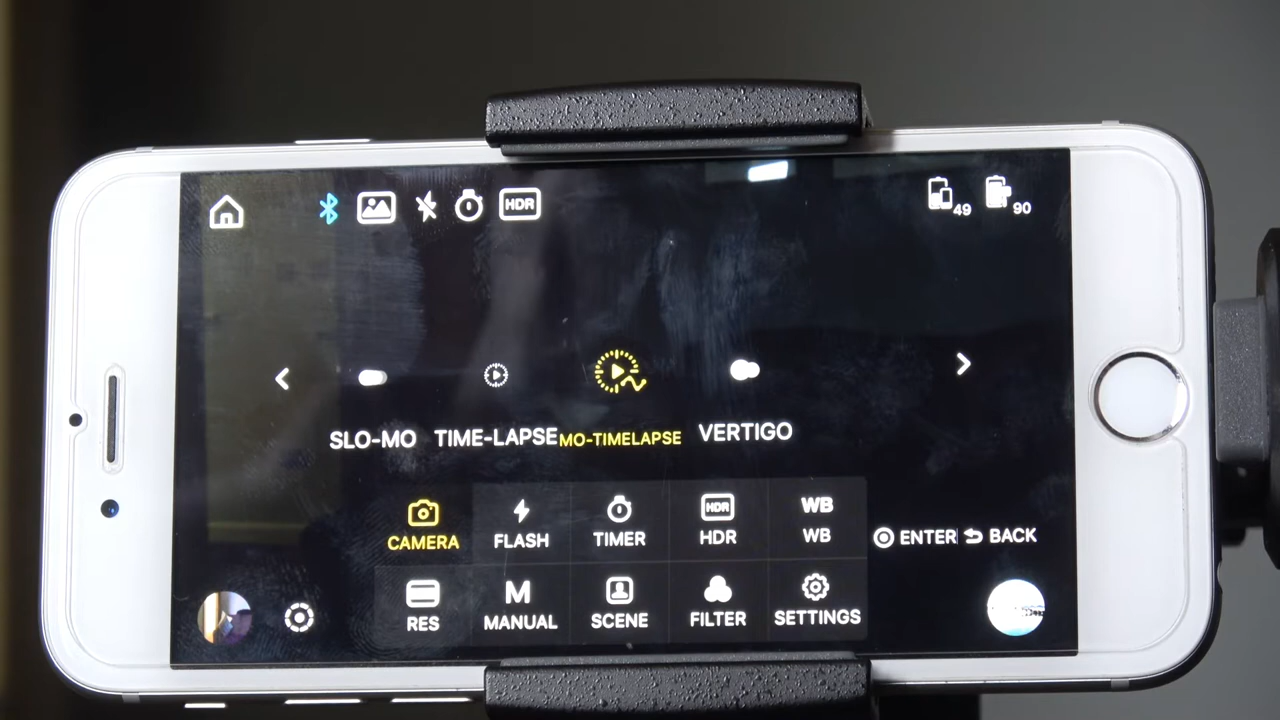 HDR 49 90
SLO-MO TIME-LAPSE MO-TIMELAPSE VERTIGO
HDR WB
CAMERA FLASH TIMER HDR WB ENTER BACK
M
RES MANUAL SCENE FILTER SETTINGS